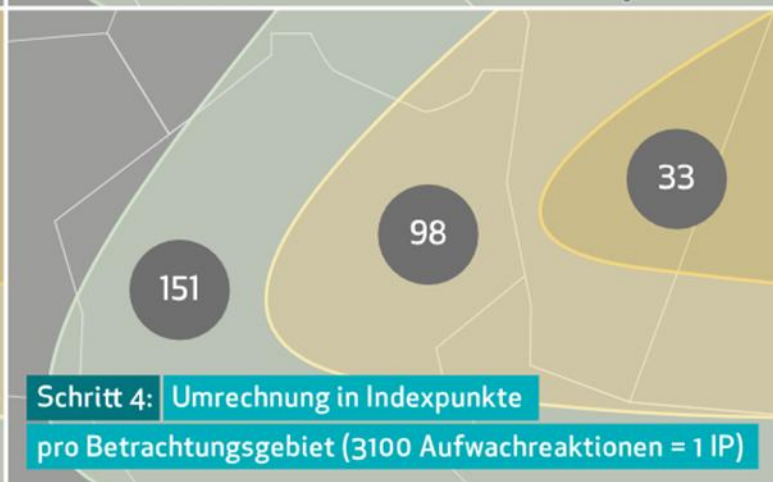 33
98
151
Schritt 4: Umrechnung in Indexpunkte
pro Betrachtungsgebiet (3100 Aufwachreaktionen = 1 IP)